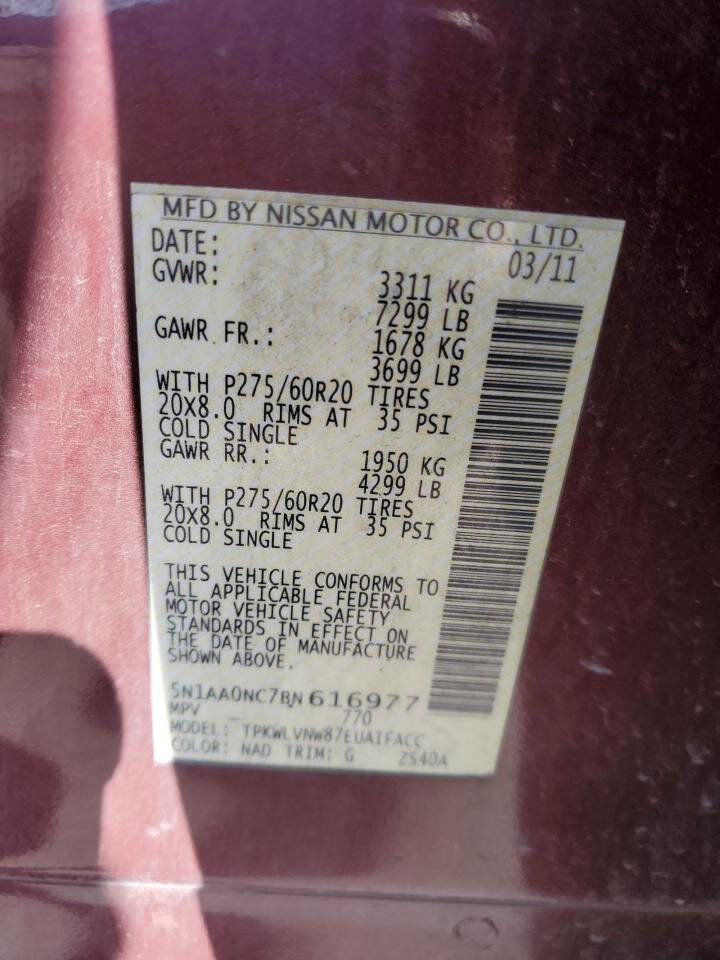 MFD BY NISSAN MOTOR CO., LTD.
DATE: 03/11
GVWR: 3311 KG
7299 LB
GAWR FR.: 1678 KG
3699 LB
WITH P275/60R20 TIRES
20X8.0 RIMS AT 35 PSI
COLD SINGLE
GAWR RR.: 1950 KG
4299 LB
WITH P275/60R20 TIRES
20X8.0 RIMS AT 35 PSI
COLD SINGLE
THIS VEHICLE CONFORMS TO
ALL APPLICABLE FEDERAL
MOTOR VEHICLE SAFETY
STANDARDS IN EFFECT ON
THE DATE OF MANUFACTURE
SHOWN ABOVE.
5N1AA0NC7BN616977
MPV 770
MODEL: TPKWLVNW87EUAIFACC
COLOR: NAD TRIM: G ZS40A